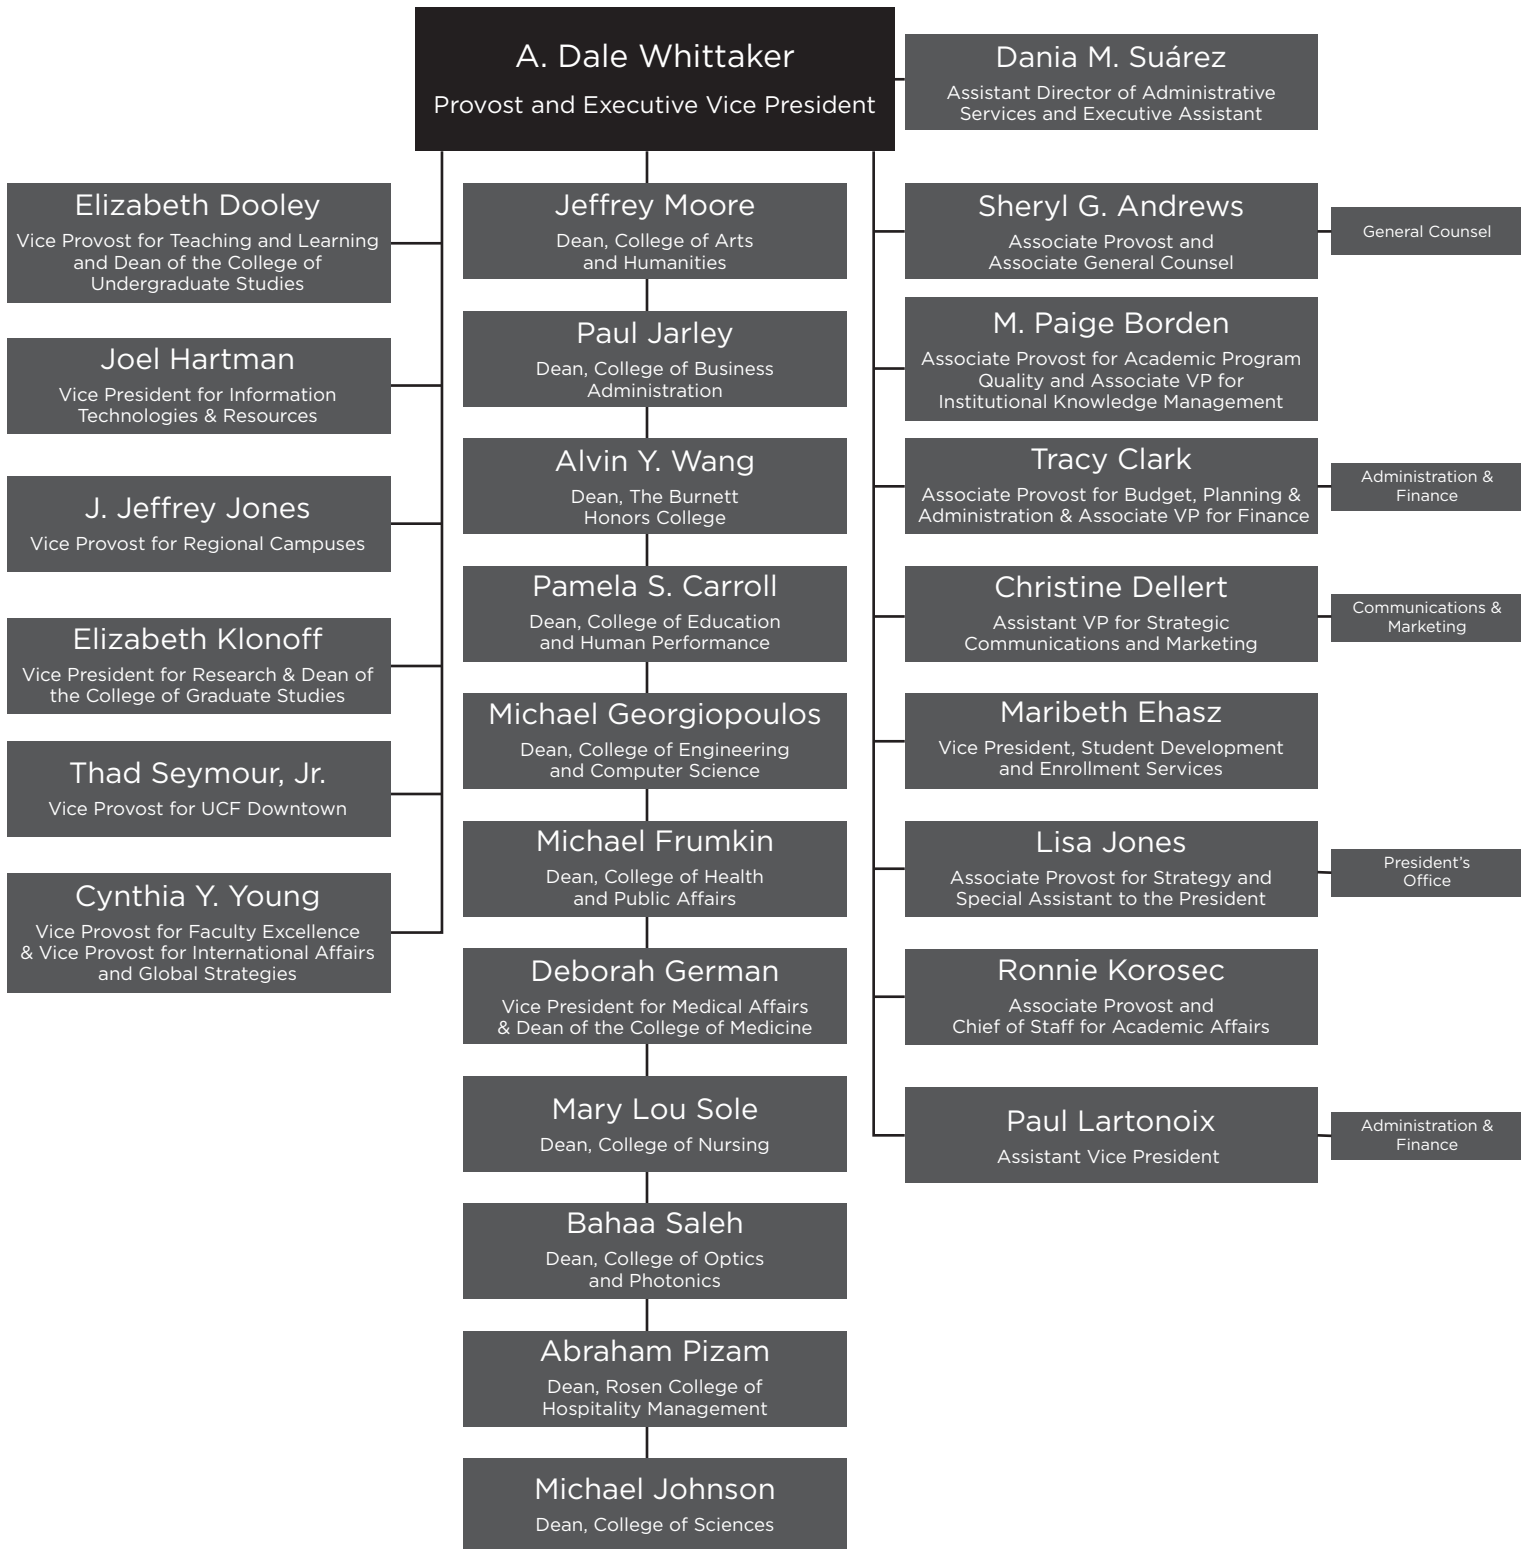 A. Dale Whittaker
Provost and Executive Vice President
Dania M. Suárez
Assistant Director of Administrative
Services and Executive Assistant
Elizabeth Dooley
Vice Provost for Teaching and Learning
and Dean of the College of
Undergraduate Studies
Joel Hartman
Vice President for Information
Technologies & Resources
J. Jeffrey Jones
Vice Provost for Regional Campuses
Elizabeth Klonoff
Vice President for Research & Dean of
the College of Graduate Studies
Thad Seymour, Jr.
Vice Provost for UCF Downtown
Cynthia Y. Young
Vice Provost for Faculty Excellence
& Vice Provost for International Affairs
and Global Strategies
Jeffrey Moore
Dean, College of Arts
and Humanities
Paul Jarley
Dean, College of Business
Administration
Alvin Y. Wang
Dean, The Burnett
Honors College
Pamela S. Carroll
Dean, College of Education
and Human Performance
Michael Georgiopoulos
Dean, College of Engineering
and Computer Science
Michael Frumkin
Dean, College of Health
and Public Affairs
Deborah German
Vice President for Medical Affairs
& Dean of the College of Medicine
Mary Lou Sole
Dean, College of Nursing
Bahaa Saleh
Dean, College of Optics
and Photonics
Abraham Pizam
Dean, Rosen College of
Hospitality Management
Michael Johnson
Dean, College of Sciences
Sheryl G. Andrews
Associate Provost and
Associate General Counsel
General Counsel
M. Paige Borden
Associate Provost for Academic Program
Quality and Associate VP for
Institutional Knowledge Management
Tracy Clark
Associate Provost for Budget, Planning &
Administration & Associate VP for Finance
Administration &
Finance
Christine Dellert
Assistant VP for Strategic
Communications and Marketing
Communications &
Marketing
Maribeth Ehasz
Vice President, Student Development
and Enrollment Services
Lisa Jones
Associate Provost for Strategy and
Special Assistant to the President
President’s
Office
Ronnie Korosec
Associate Provost and
Chief of Staff for Academic Affairs
Paul Lartonoix
Assistant Vice President
Administration &
Finance